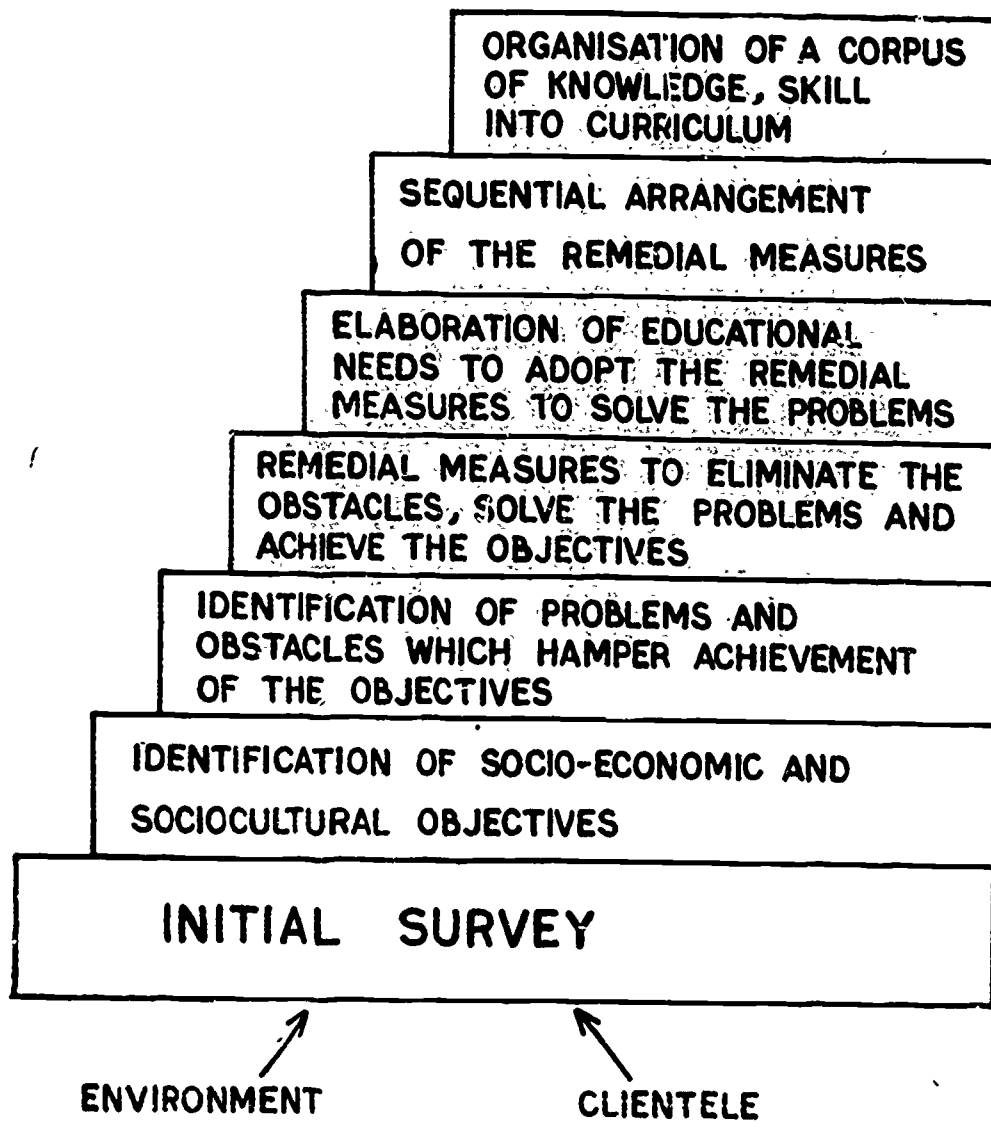 ORGANISATION OF A CORPUS
OF KNOWLEDGE, SKILL
INTO CURRICULUM
SEQUENTIAL ARRANGEMENT
OF THE REMEDIAL MEASURES
ELABORATION OF EDUCATIONAL
NEEDS TO ADOPT THE REMEDIAL
MEASURES TO SOLVE THE PROBLEMS
REMEDIAL MEASURES TO ELIMINATE THE
OBSTACLES, SOLVE THE PROBLEMS AND
ACHIEVE THE OBJECTIVES
IDENTIFICATION OF PROBLEMS AND
OBSTACLES WHICH HAMPER ACHIEVEMENT
OF THE OBJECTIVES
IDENTIFICATION OF SOCIO-ECONOMIC AND
SOCIOCULTURAL OBJECTIVES
INITIAL SURVEY
ENVIRONMENT
CLIENTELE